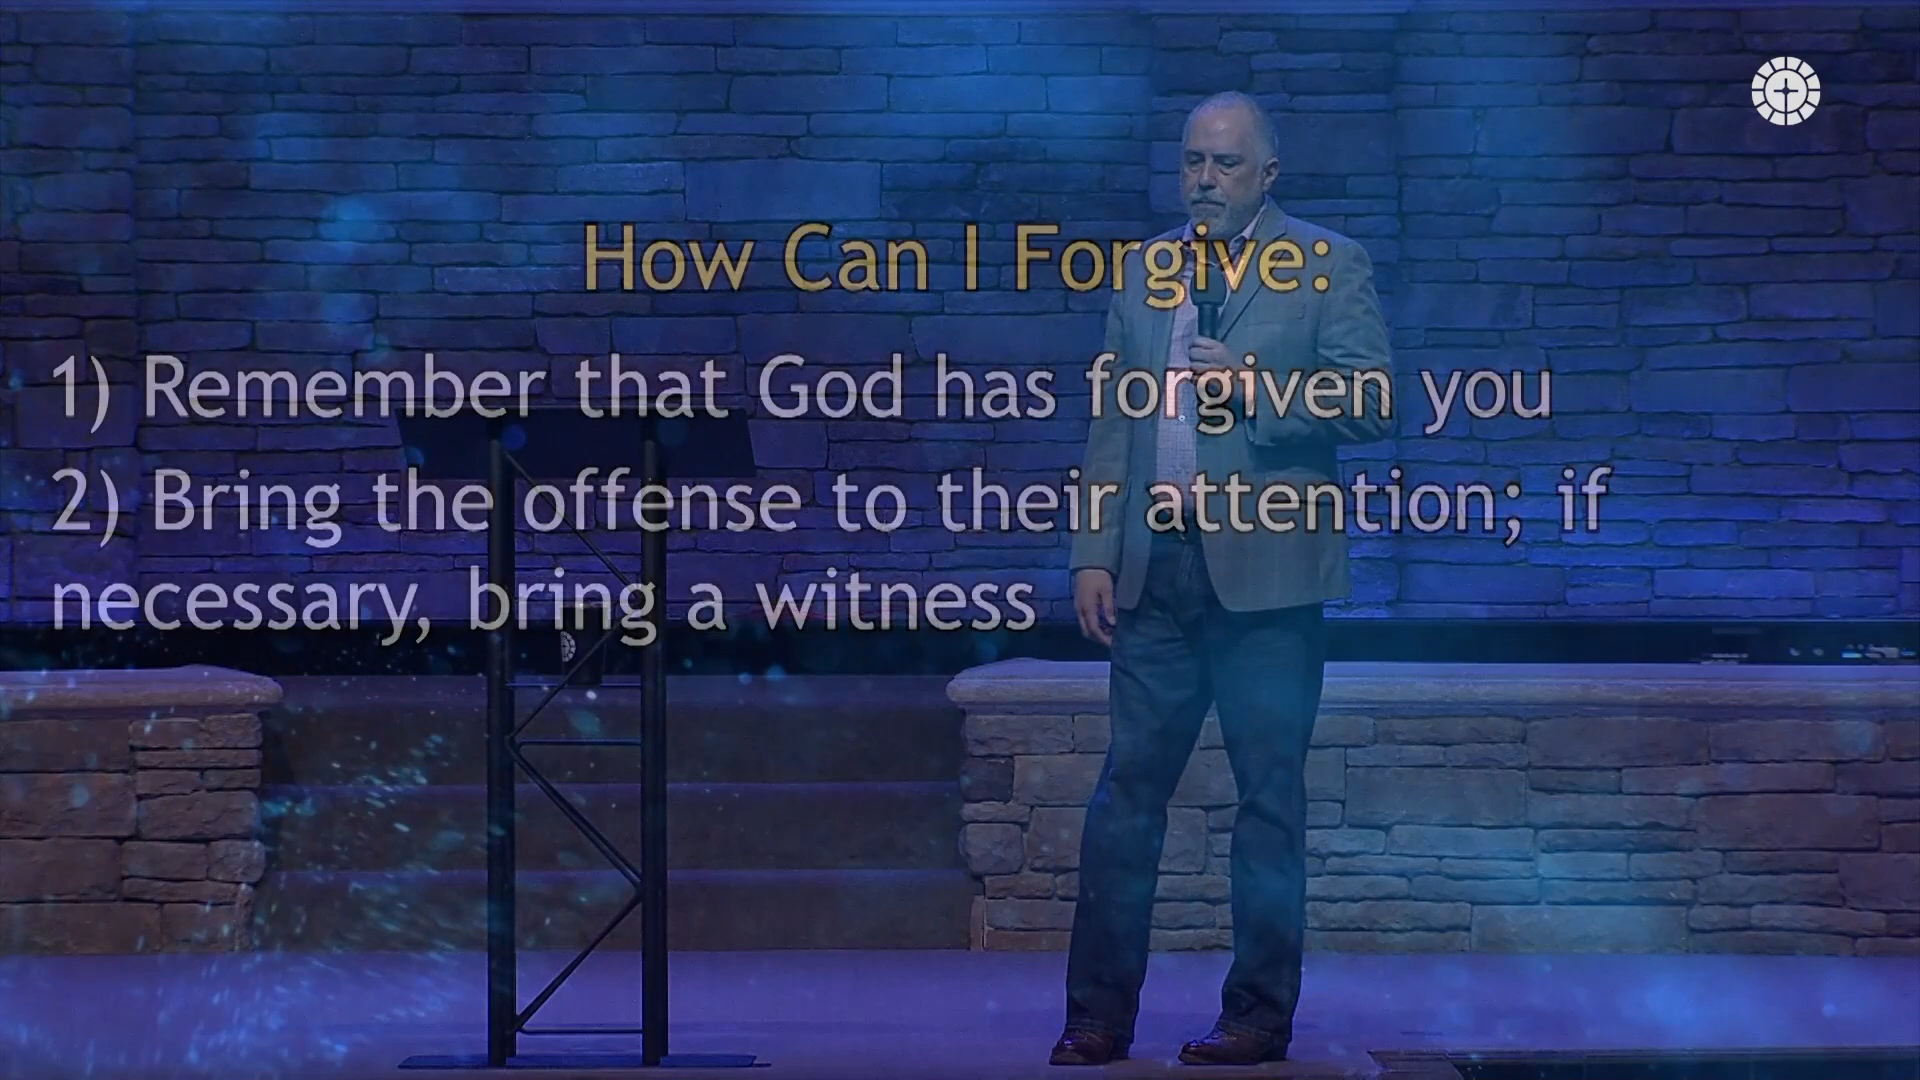 How Can I Forgive:
1) Remember that God has forgiven you
2) Bring the offense to their attention; if
necessary, bring a witness